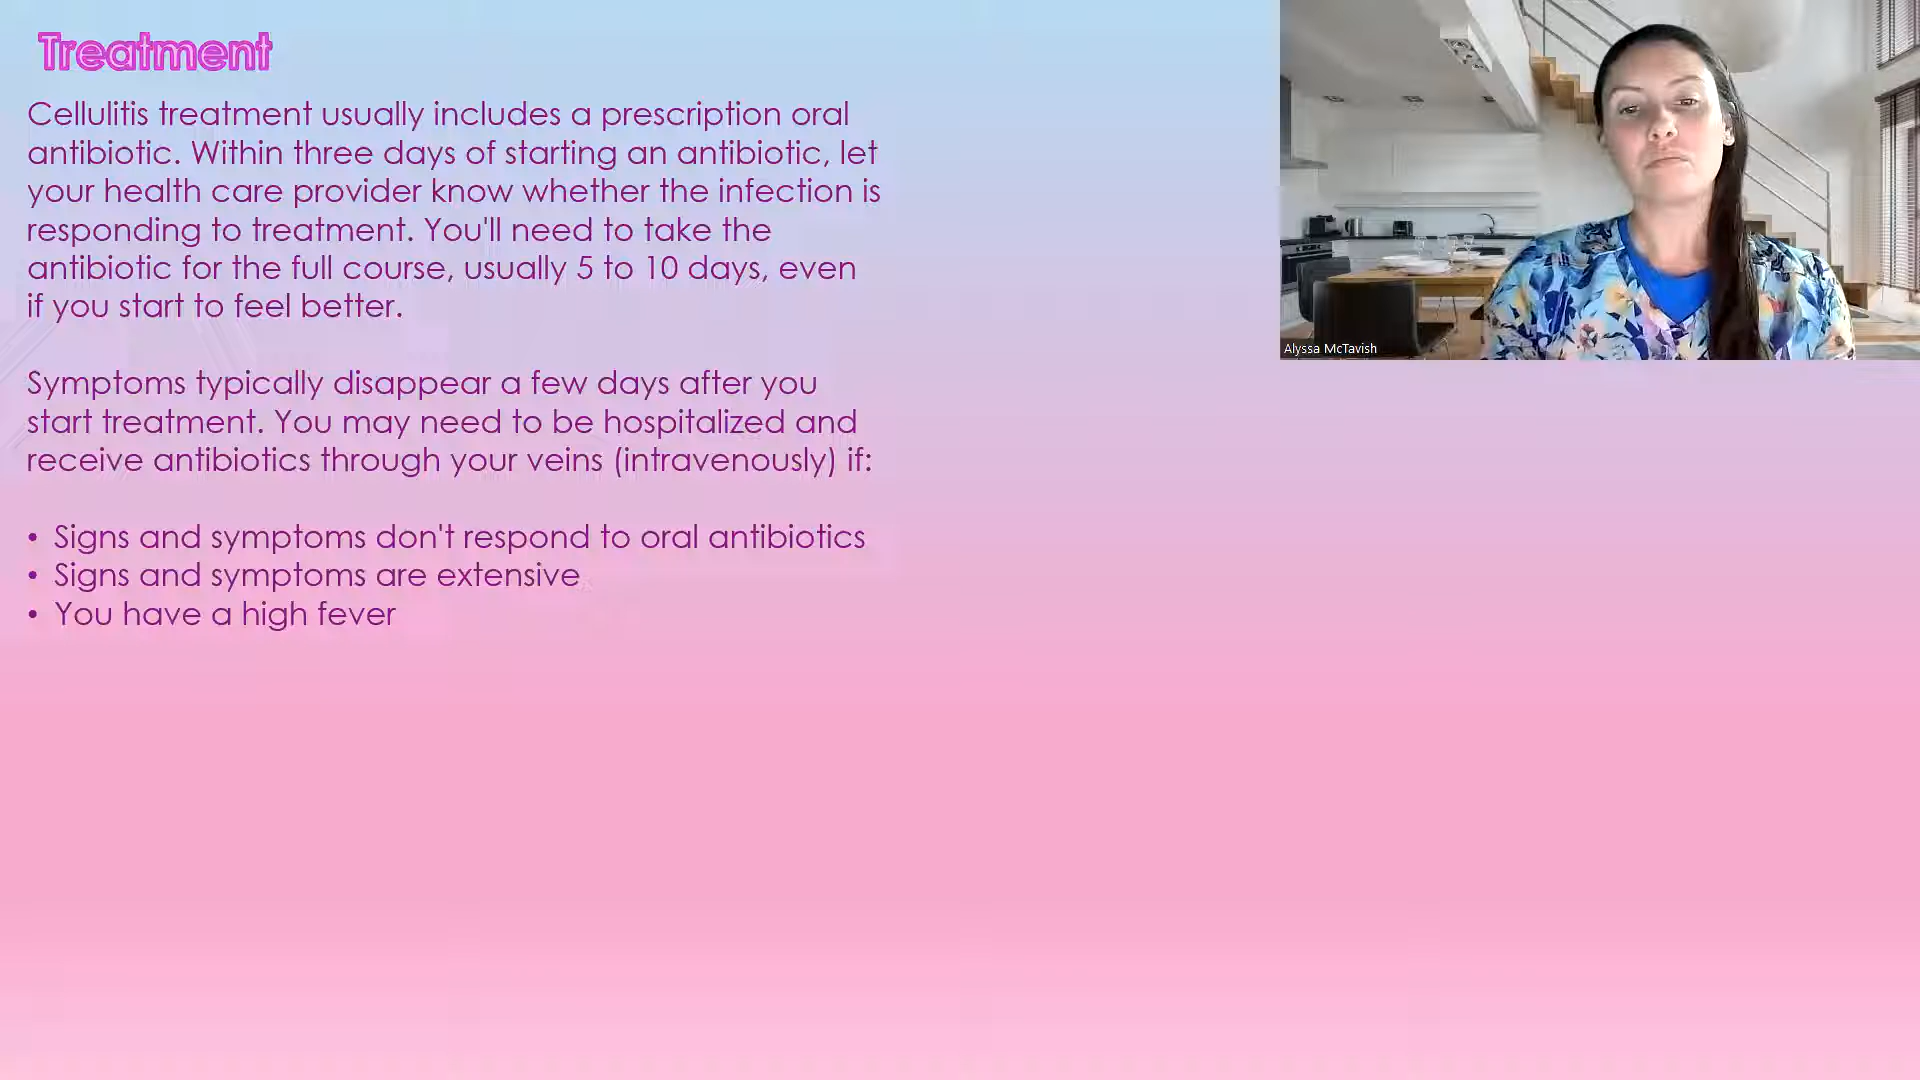 Treatment
Cellulitis treatment usually includes a prescription oral
antibiotic. Within three days of starting an antibiotic, let
your health care provider know whether the infection is
responding to treatment. You'll need to take the
antibiotic for the full course, usually 5 to 10 days, even
if you start to feel better.
Symptoms typically disappear a few days after you
start treatment. You may need to be hospitalized and
receive antibiotics through your veins (intravenously) if:
• Signs and symptoms don't respond to oral antibiotics
• Signs and symptoms are extensive
• You have a high fever
Alyssa McTavish